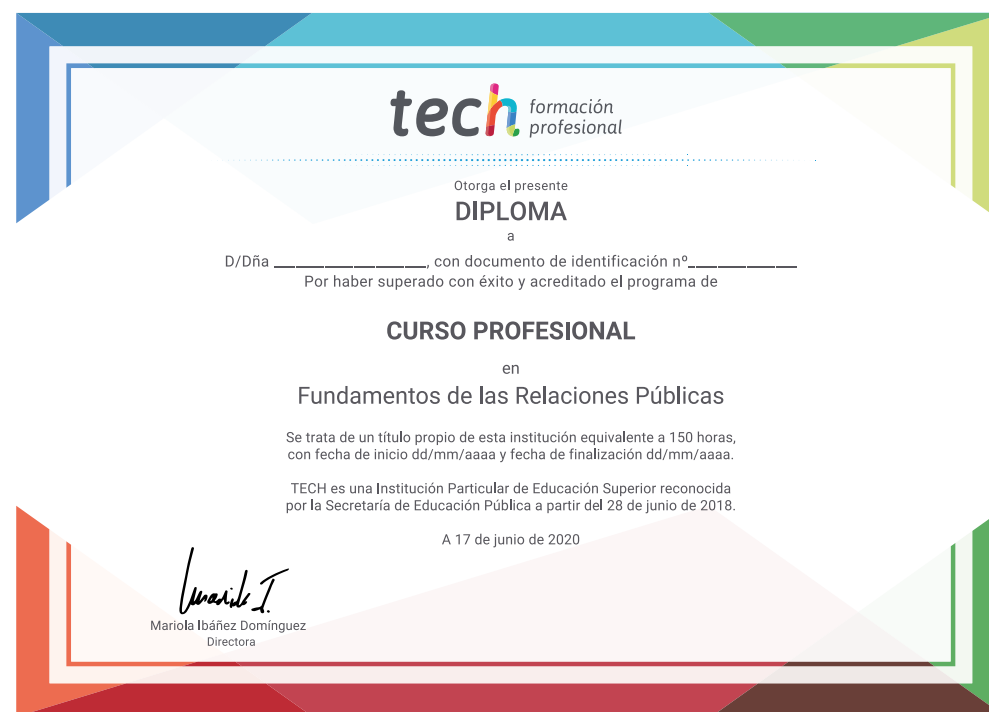 tech formación
profesional
Otorga el presente
DIPLOMA
a
D/Dña ____________________, con documento de identificación nº______________
Por haber superado con éxito y acreditado el programa de
CURSO PROFESIONAL
en
Fundamentos de las Relaciones Públicas
Se trata de un título propio de esta institución equivalente a 150 horas,
con fecha de inicio dd/mm/aaaa y fecha de finalización dd/mm/aaaa.
TECH es una Institución Particular de Educación Superior reconocida
por la Secretaría de Educación Pública a partir del 28 de junio de 2018.
A 17 de junio de 2020
Mariola Ibáñez Domínguez
Directora